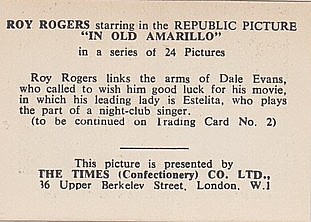 ROY ROGERS starring in the REPUBLIC PICTURE
"IN OLD AMARILLO"
in a series of 24 Pictures
Roy Rogers links the arms of Dale Evans,
who called to wish him good luck for his movie,
in which his leading lady is Estelita, who plays
the part of a night-club singer.
(to be continued on Trading Card No. 2)
This picture is presented by
THE TIMES (Confectionery) CO. LTD.,
36 Upper Berkeley Street, London, W.1